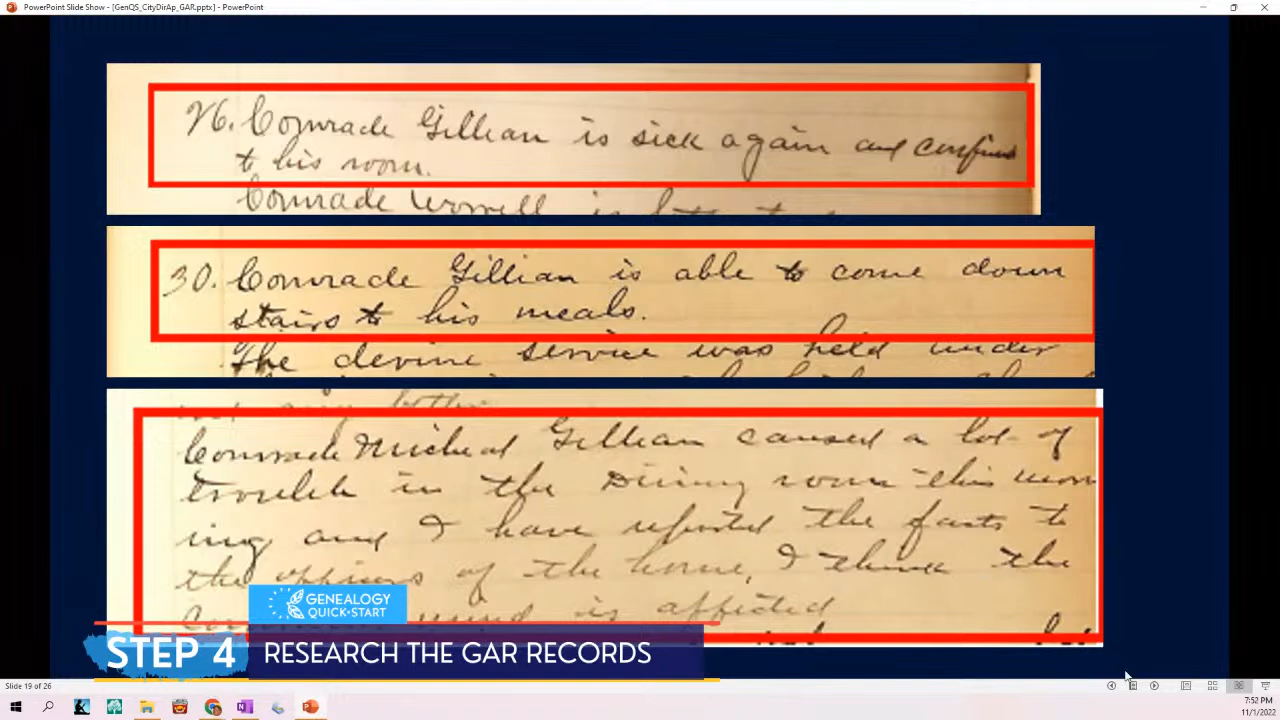 PowerPoint Slide Show - [GenQS_CityDirAp_GAR.pptx] - PowerPoint
26. Comrade Gillian is sick again and confined
to his room.
Comrade Worrell is
30. Comrade Gillian is able to come down
stairs to his meals.
The devine service was held under
Comrade Micheal Gillian caused a lot of
trouble in the Dining room this morn
ing and I have reported the facts to
the officers of the home, I think the
mind is affected
GENEALOGY
QUICK•START
STEP 4
RESEARCH THE GAR RECORDS
Slide 19 of 26
7:52 PM
11/1/2022